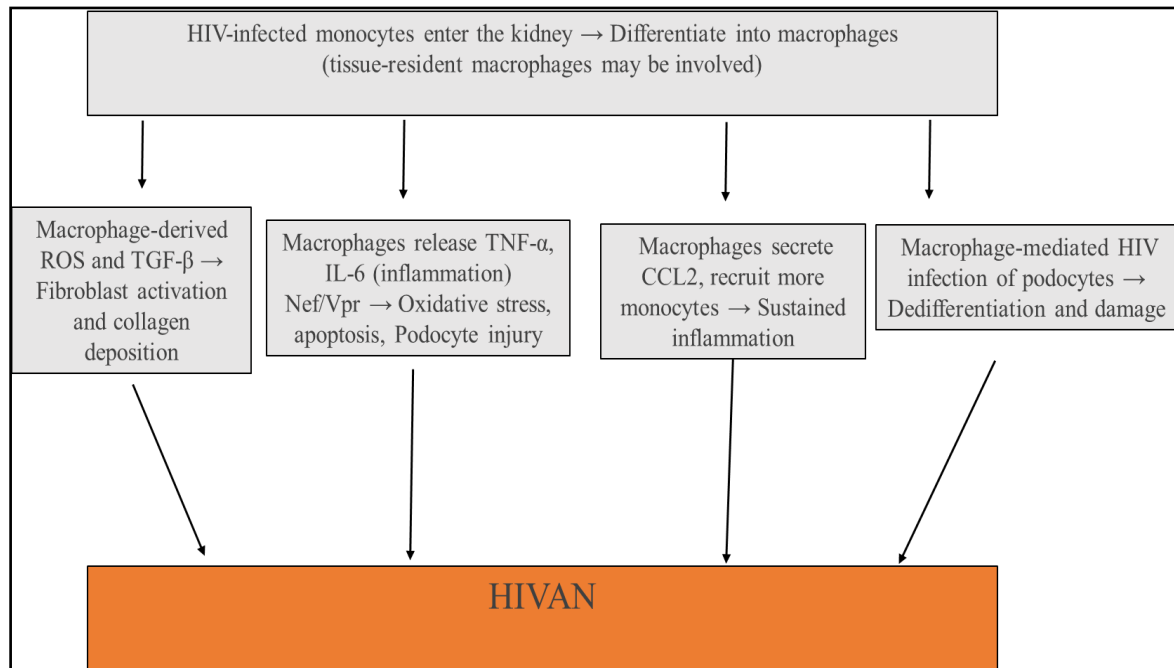 HIV-infected monocytes enter the kidney → Differentiate into macrophages
(tissue-resident macrophages may be involved)
Macrophage-derived
ROS and TGF-β →
Fibroblast activation
and collagen
deposition
Macrophages release TNF-α,
IL-6 (inflammation)
Nef/Vpr → Oxidative stress,
apoptosis, Podocyte injury
Macrophages secrete
CCL2, recruit more
monocytes → Sustained
inflammation
Macrophage-mediated HIV
infection of podocytes →
Dedifferentiation and damage
HIVAN